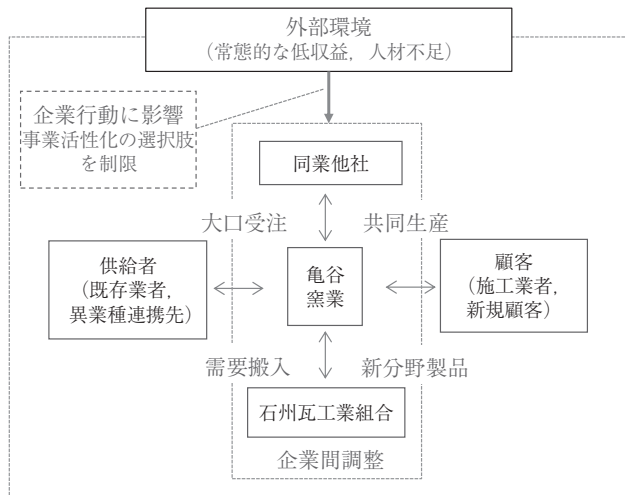 外部環境
（常態的な低収益，人材不足）
企業行動に影響
事業活性化の選択肢
を制限
同業他社
大口受注
共同生産
供給者
（既存業者，
異業種連携先）
亀谷
窯業
顧客
（施工業者，
新規顧客）
需要搬入
新分野製品
石州瓦工業組合
企業間調整